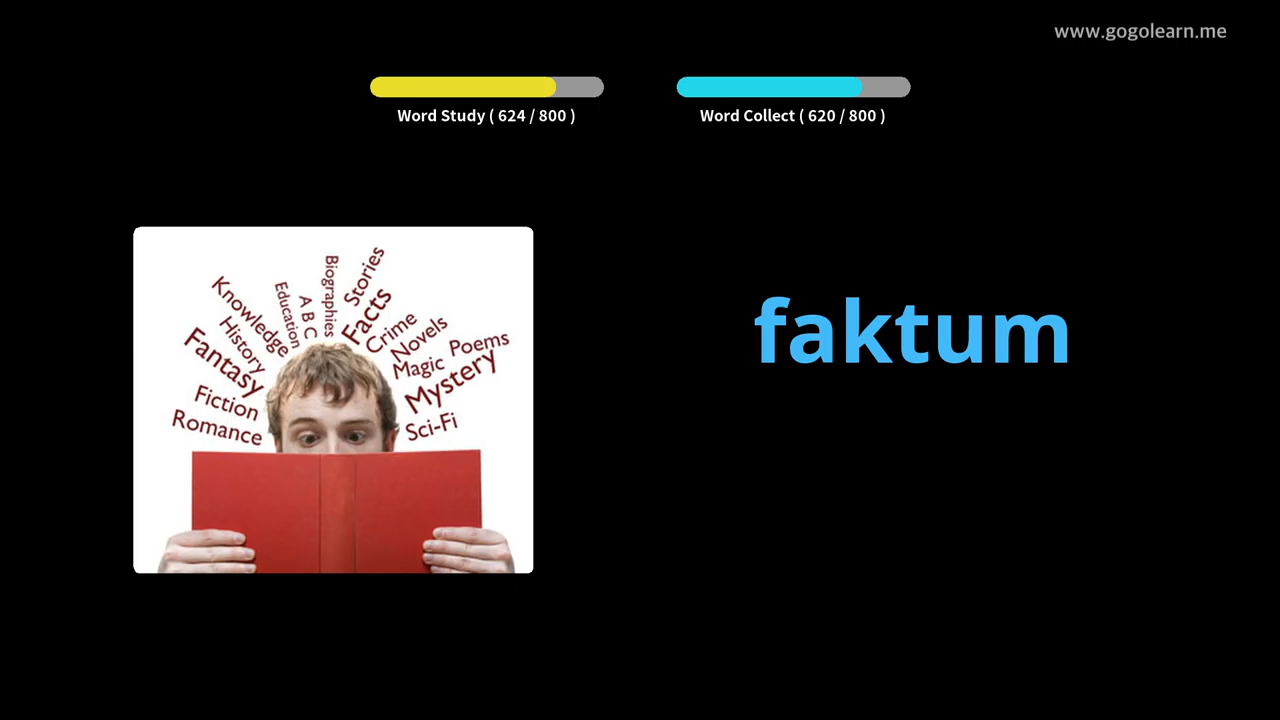 www.gogolearn.me
Word Study ( 624 / 800 )
Word Collect ( 620 / 800 )
Knowledge
History
Fantasy
Fiction
Romance
Education
A B C
Biographies
Stories
Facts
Crime
Novels
Magic
Poems
Mystery
Sci-Fi
faktum